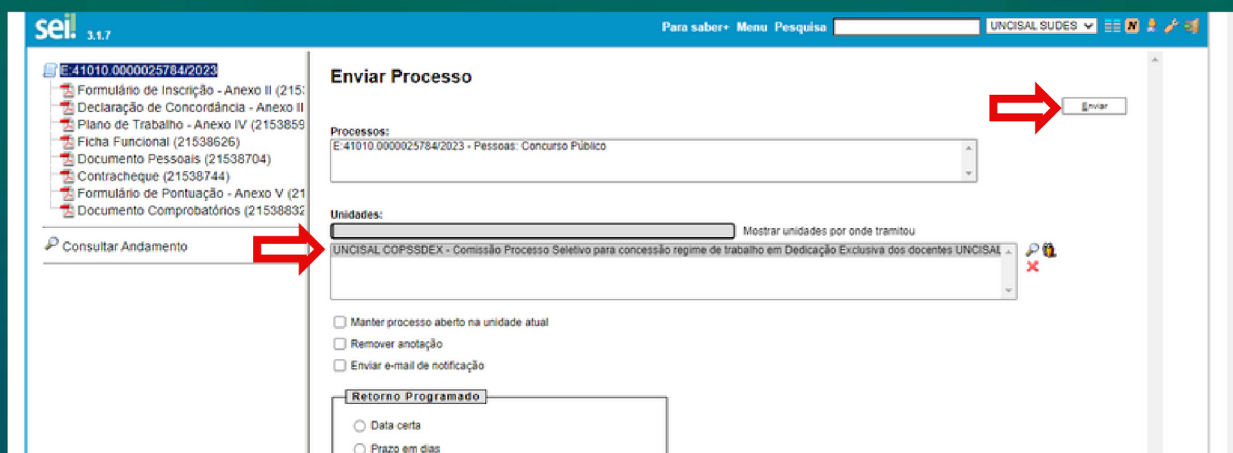 sei! 3.1.7
Para saber+ Menu Pesquisa
UNCISAL SUDES
E:41010.0000025784/2023
Formulário de Inscrição - Anexo II (215
Declaração de Concordância - Anexo II
Plano de Trabalho - Anexo IV (2153859
Ficha Funcional (21538626)
Documento Pessoais (21538704)
Contracheque (21538744)
Formulário de Pontuação - Anexo V (21
Documento Comprobatórios (21538832
Consultar Andamento
Enviar Processo
Enviar
Processos:
E:41010.0000025784/2023 - Pessoas: Concurso Público
Unidades:
Mostrar unidades por onde tramitou
UNCISAL COPSSDEX - Comissão Processo Seletivo para concessão regime de trabalho em Dedicação Exclusiva dos docentes UNCISAL
Manter processo aberto na unidade atual
Remover anotação
Enviar e-mail de notificação
Retorno Programado
Data certa
Prazo em dias